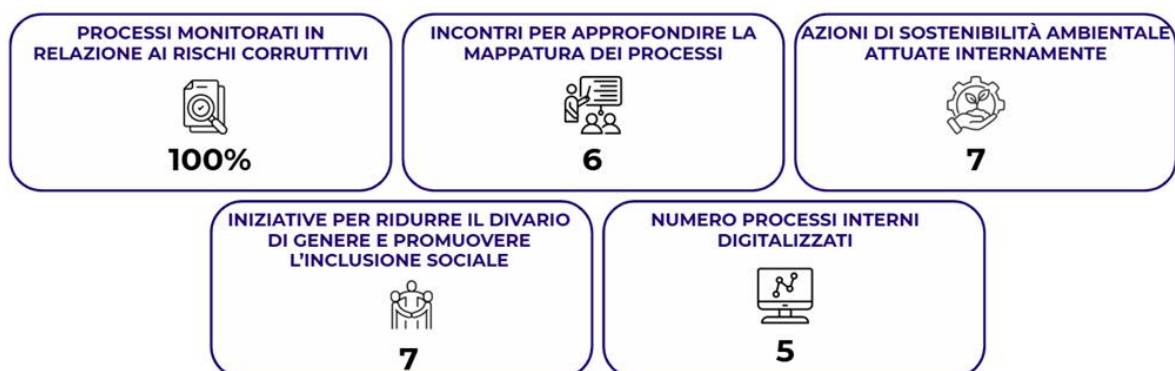 PROCESSI MONITORATI IN
RELAZIONE AI RISCHI CORRUTTTIVI
100%
INCONTRI PER APPROFONDIRE LA
MAPPATURA DEI PROCESSI
6
AZIONI DI SOSTENIBILITÀ AMBIENTALE
ATTUATE INTERNAMENTE
7
INIZIATIVE PER RIDURRE IL DIVARIO
DI GENERE E PROMUOVERE
L'INCLUSIONE SOCIALE
7
NUMERO PROCESSI INTERNI
DIGITALIZZATI
5